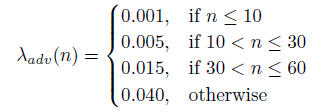 λ_adv(n) = { 0.001, if n ≤ 10
0.005, if 10 < n ≤ 30
0.015, if 30 < n ≤ 60
0.040, otherwise